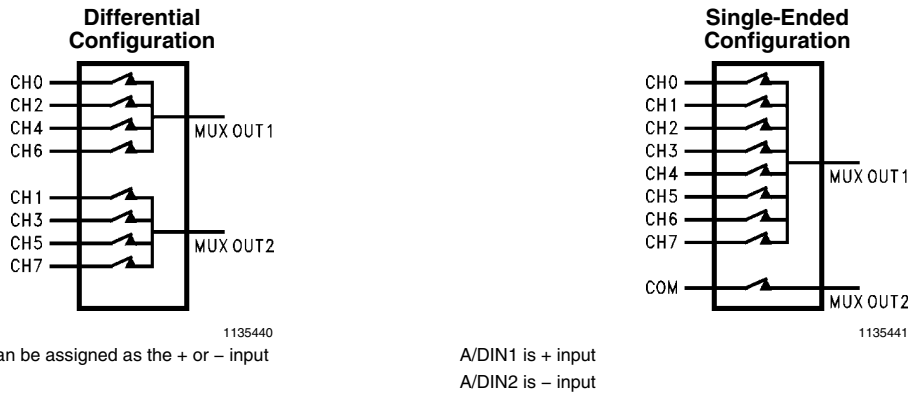 Differential
Configuration
CH0
CH2
CH4
CH6
MUX OUT1
CH1
CH3
CH5
CH7
MUX OUT2
1135440
an be assigned as the + or − input
Single-Ended
Configuration
CH0
CH1
CH2
CH3
CH4
CH5
CH6
CH7
MUX OUT1
COM
MUX OUT2
1135441
A/DIN1 is + input
A/DIN2 is − input